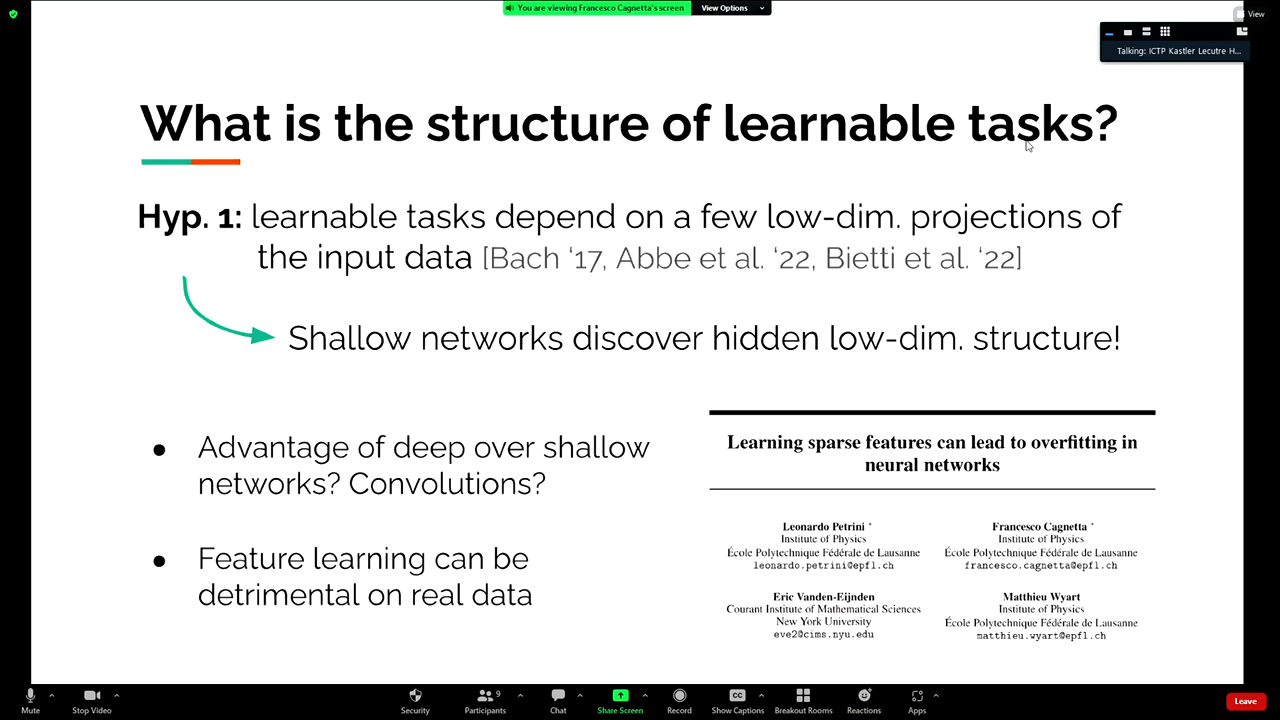 You are viewing Francesco Cagnetta's screen
View Options
View
Talking: ICTP Kastler Lecutre H...
What is the structure of learnable tasks?
Hyp. 1: learnable tasks depend on a few low-dim. projections of
the input data [Bach ‘17, Abbe et al. ‘22, Bietti et al. ‘22]
Shallow networks discover hidden low-dim. structure!
● Advantage of deep over shallow
networks? Convolutions?
● Feature learning can be
detrimental on real data
Learning sparse features can lead to overfitting in
neural networks
Leonardo Petrini *
Institute of Physics
École Polytechnique Fédérale de Lausanne
leonardo.petrini@epfl.ch
Francesco Cagnetta *
Institute of Physics
École Polytechnique Fédérale de Lausanne
francesco.cagnetta@epfl.ch
Eric Vanden-Eijnden
Courant Institute of Mathematical Sciences
New York University
eve2@cims.nyu.edu
Matthieu Wyart
Institute of Physics
École Polytechnique Fédérale de Lausanne
matthieu.wyart@epfl.ch
Mute
Stop Video
Security
9
Participants
Chat
Share Screen
Record
CC
Show Captions
Breakout Rooms
Reactions
Apps
Leave